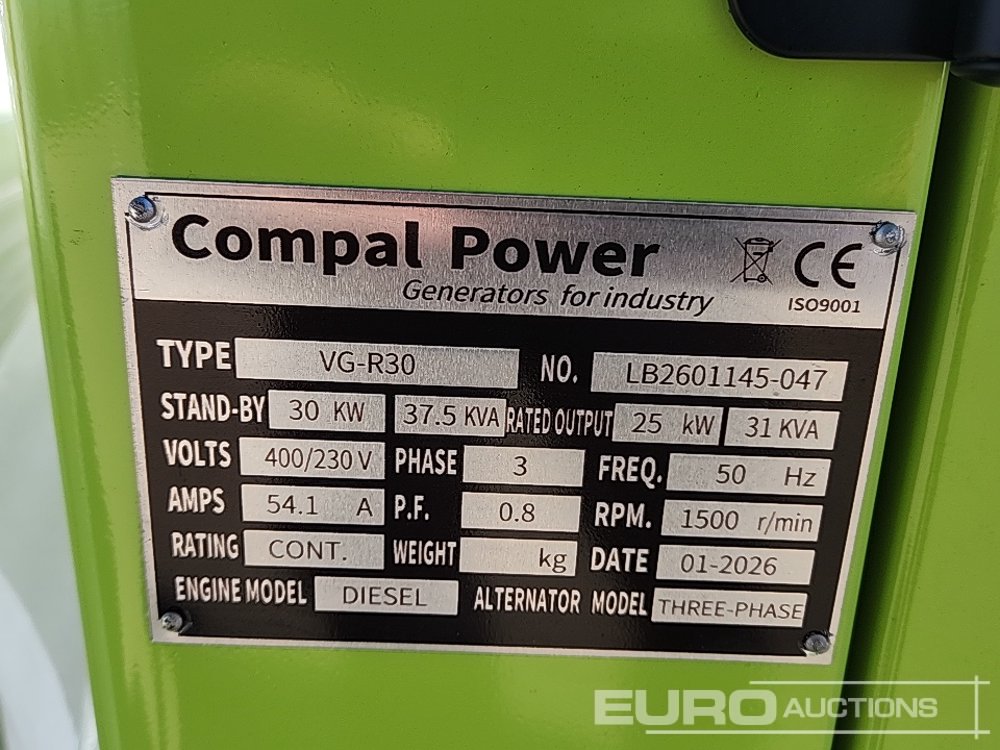 Compal Power
Generators for industry
CE
ISO9001
TYPE VG-R30 NO. LB2601145-047
STAND-BY 30 KW 37.5 KVA RATED OUTPUT 25 kW 31 KVA
VOLTS 400/230 V PHASE 3 FREQ. 50 Hz
AMPS 54.1 A P.F. 0.8 RPM. 1500 r/min
RATING CONT. WEIGHT kg DATE 01-2026
ENGINE MODEL DIESEL ALTERNATOR MODEL THREE-PHASE
EURO AUCTIONS